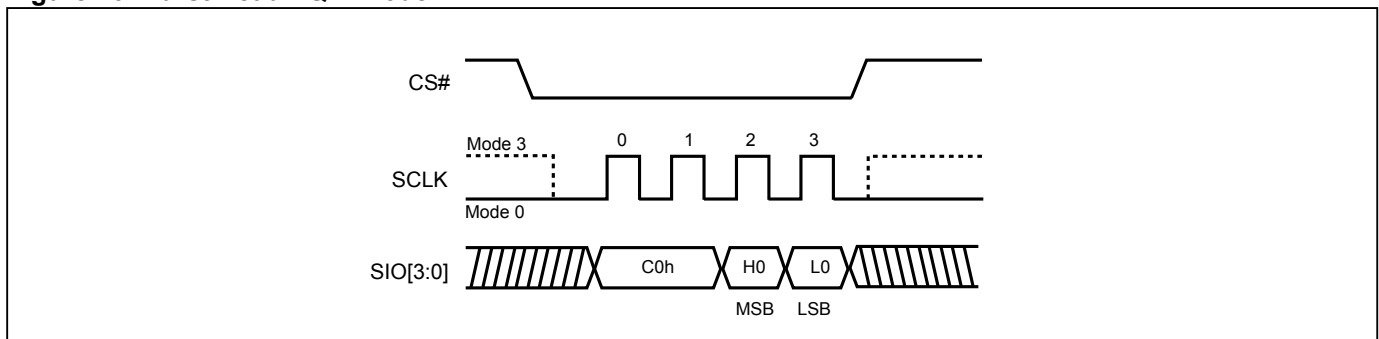 CS#
Mode 3
0 1 2 3
SCLK
Mode 0
SIO[3:0]
C0h H0 L0
MSB LSB